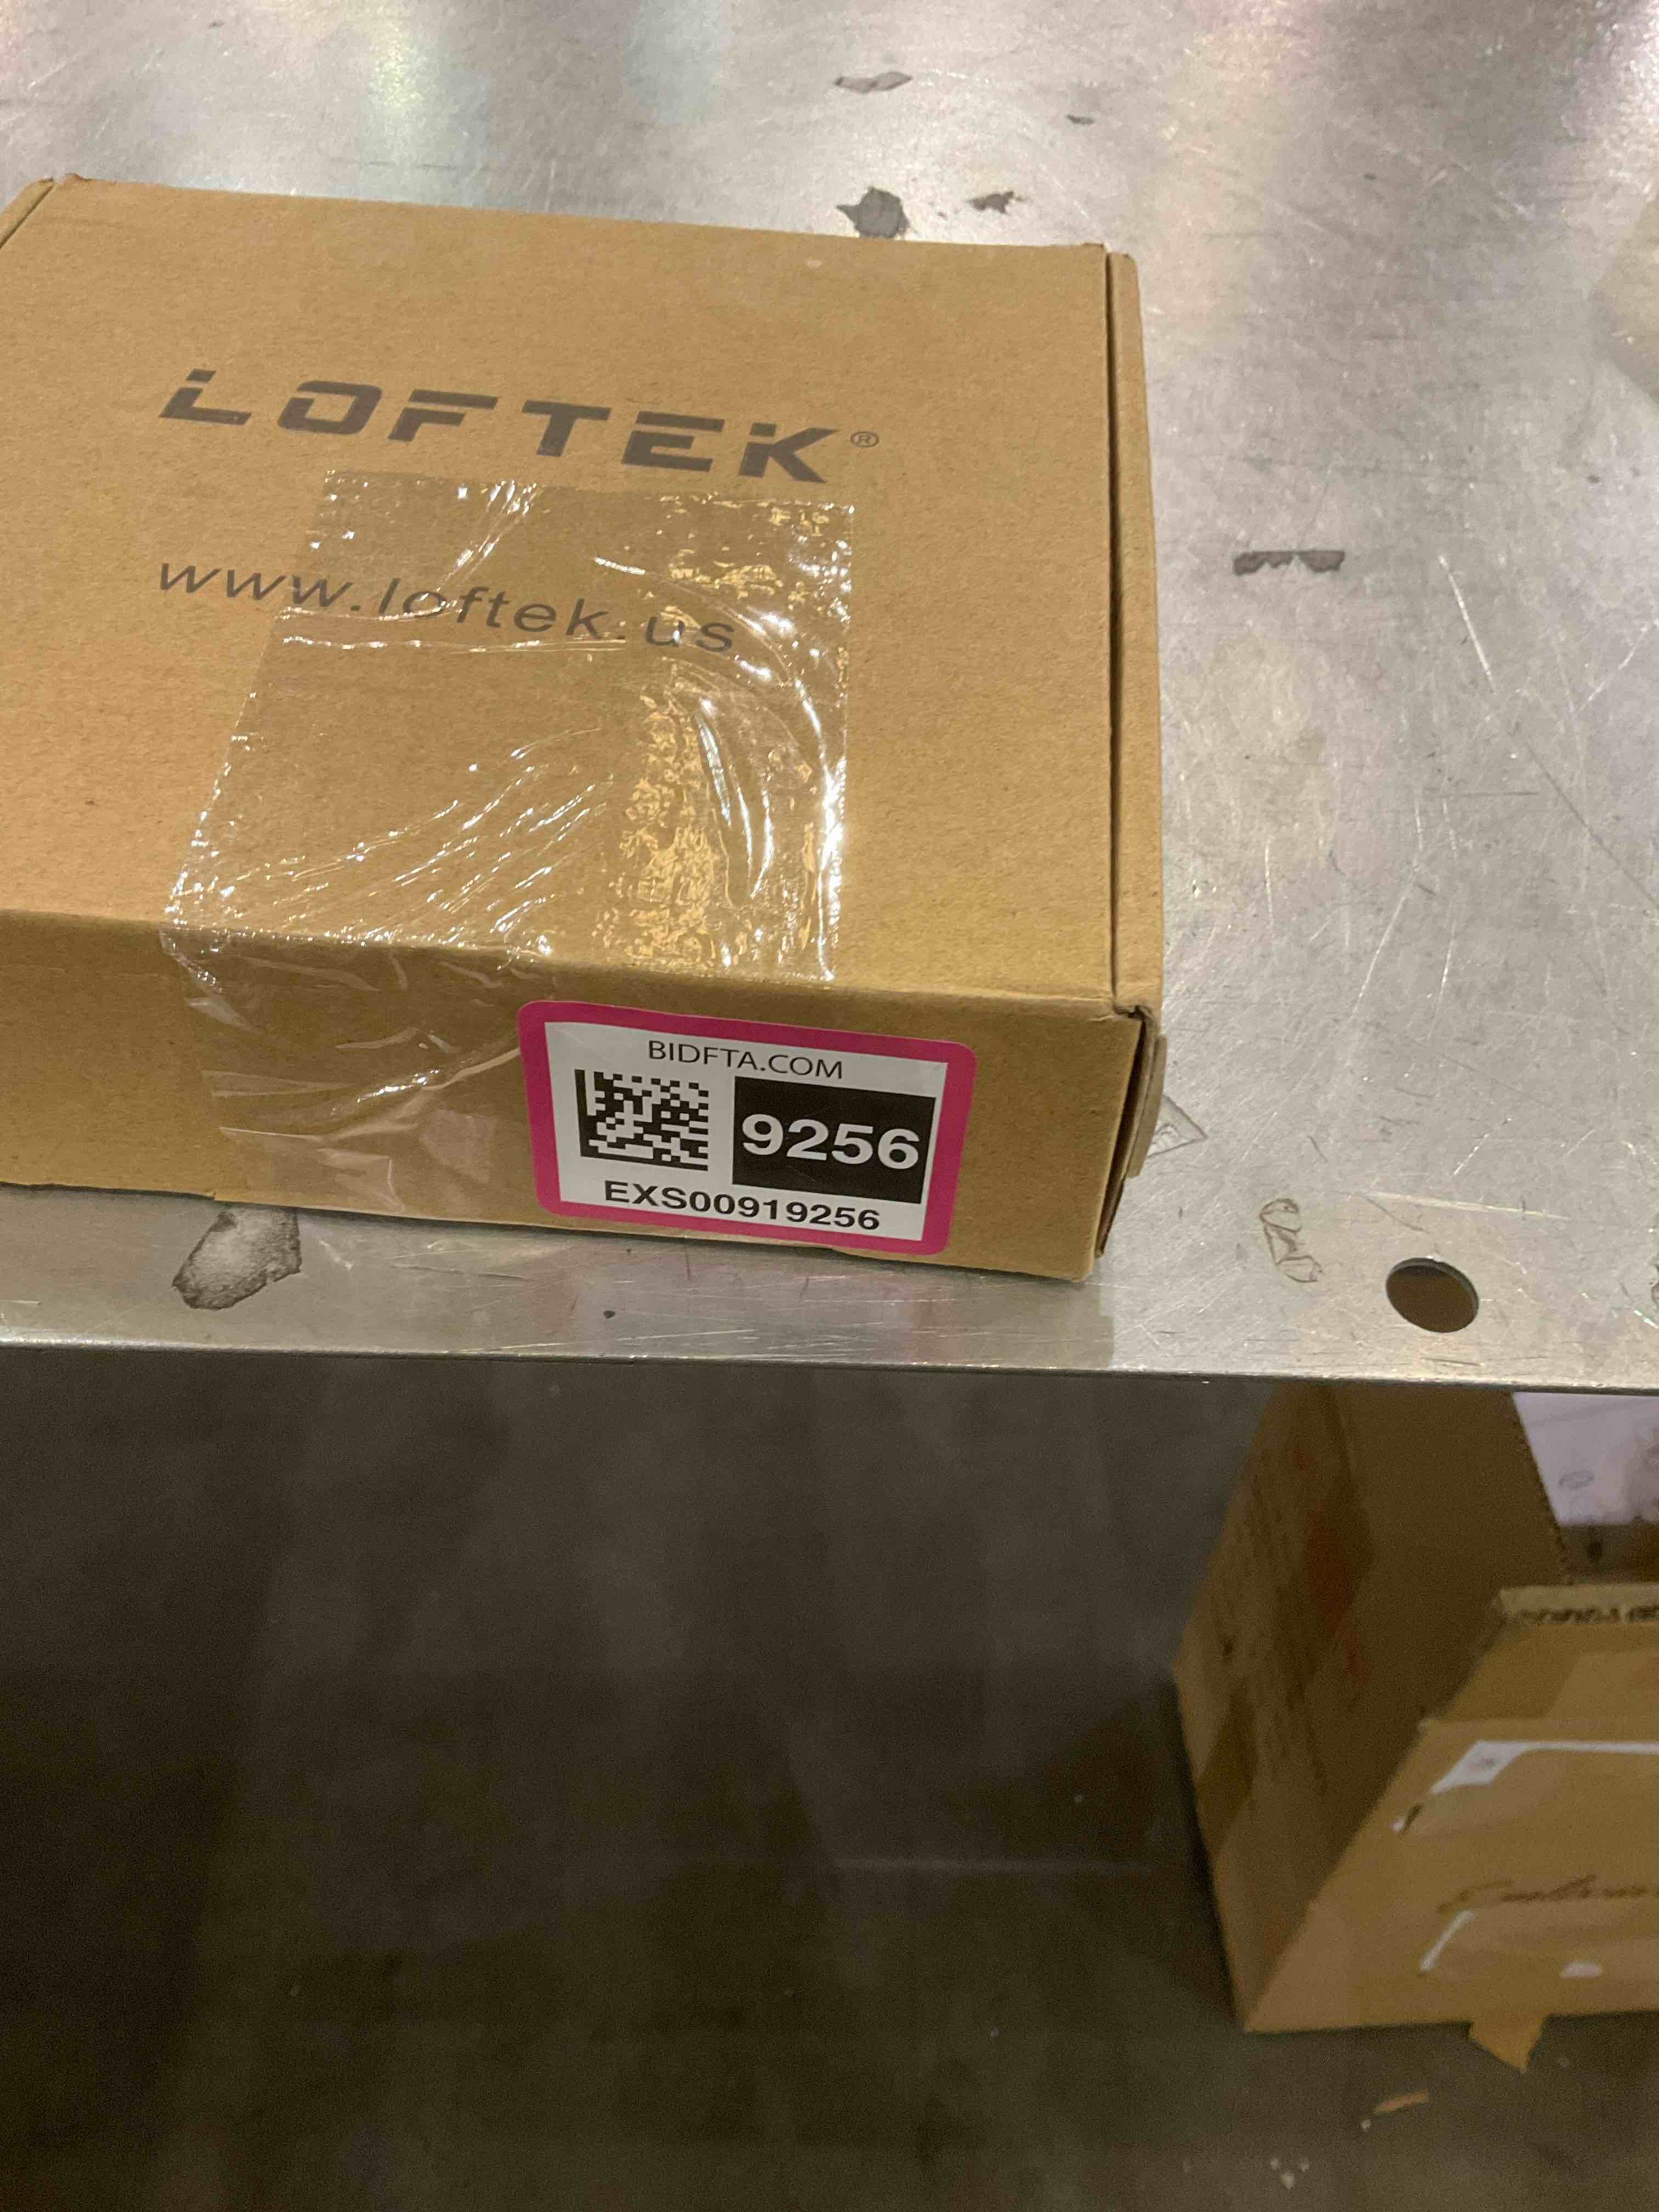 LOFTEK®
www.loftek.us
BIDFTA.COM
9256
EXS00919256